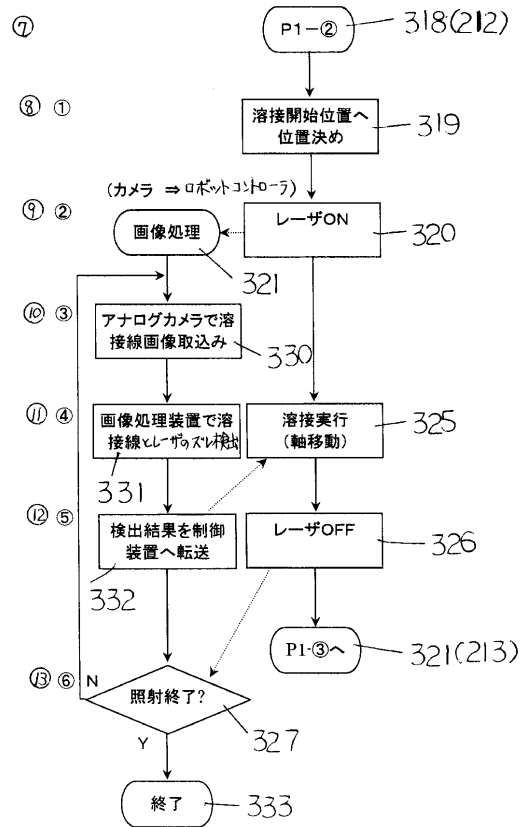 ⑦
P1-②
318(212)
⑧ ①
溶接開始位置へ
位置決め
319
(カメラ ⇒ ロボットコントローラ)
⑨ ②
画像処理
レーザON
320
321
⑩ ③
アナログカメラで溶
接線画像取込み
330
⑪ ④
画像処理装置で溶
接線とレーザのズレ検出
溶接実行
(軸移動)
325
331
⑫ ⑤
検出結果を制御
装置へ転送
レーザOFF
326
332
P1-③へ
321(213)
⑬ ⑥
N
照射終了?
327
Y
終了
333